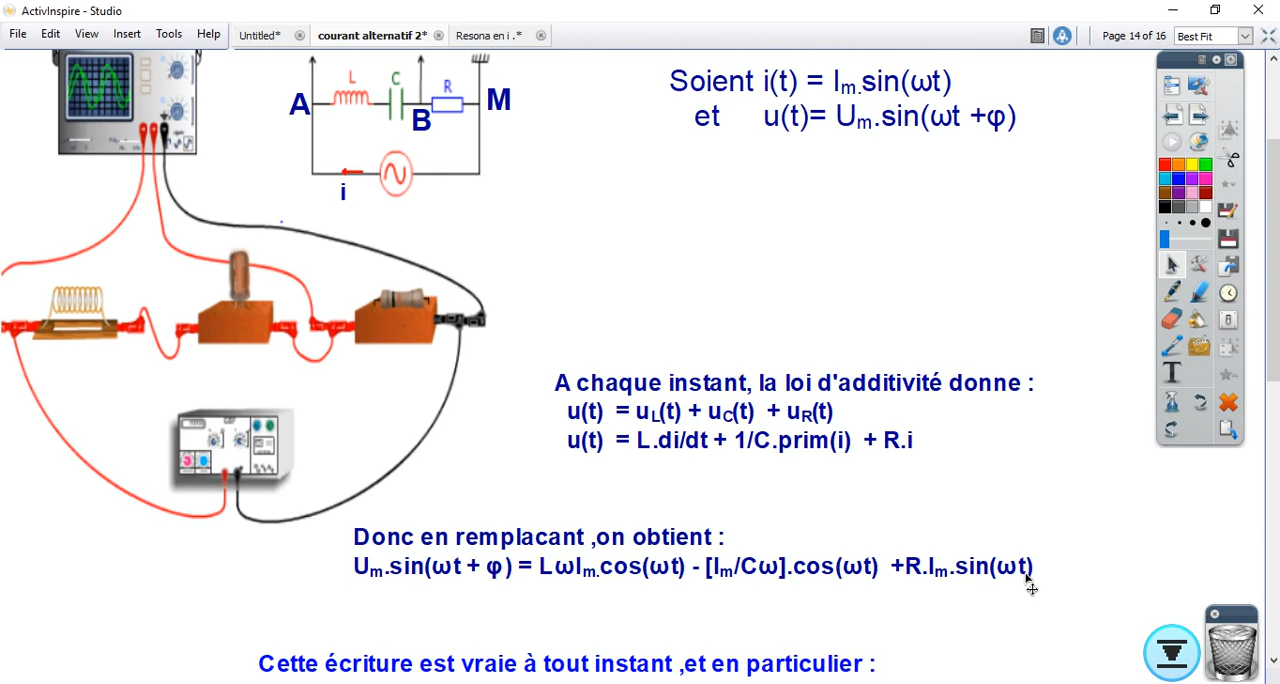 ActivInspire - Studio
File Edit View Insert Tools Help
Untitled* courant alternatif 2* Resona en i .* Page 14 of 16 Best Fit
L C R
A B M
i
Soient i(t) = Im.sin(ωt)
et u(t)= Um.sin(ωt +φ)
A chaque instant, la loi d'additivité donne :
u(t) = uL(t) + uC(t) + uR(t)
u(t) = L.di/dt + 1/C.prim(i) + R.i
Donc en remplacant ,on obtient :
Um.sin(ωt + φ) = LωIm.cos(ωt) - [Im/Cω].cos(ωt) +R.Im.sin(ωt)
Cette écriture est vraie à tout instant ,et en particulier :